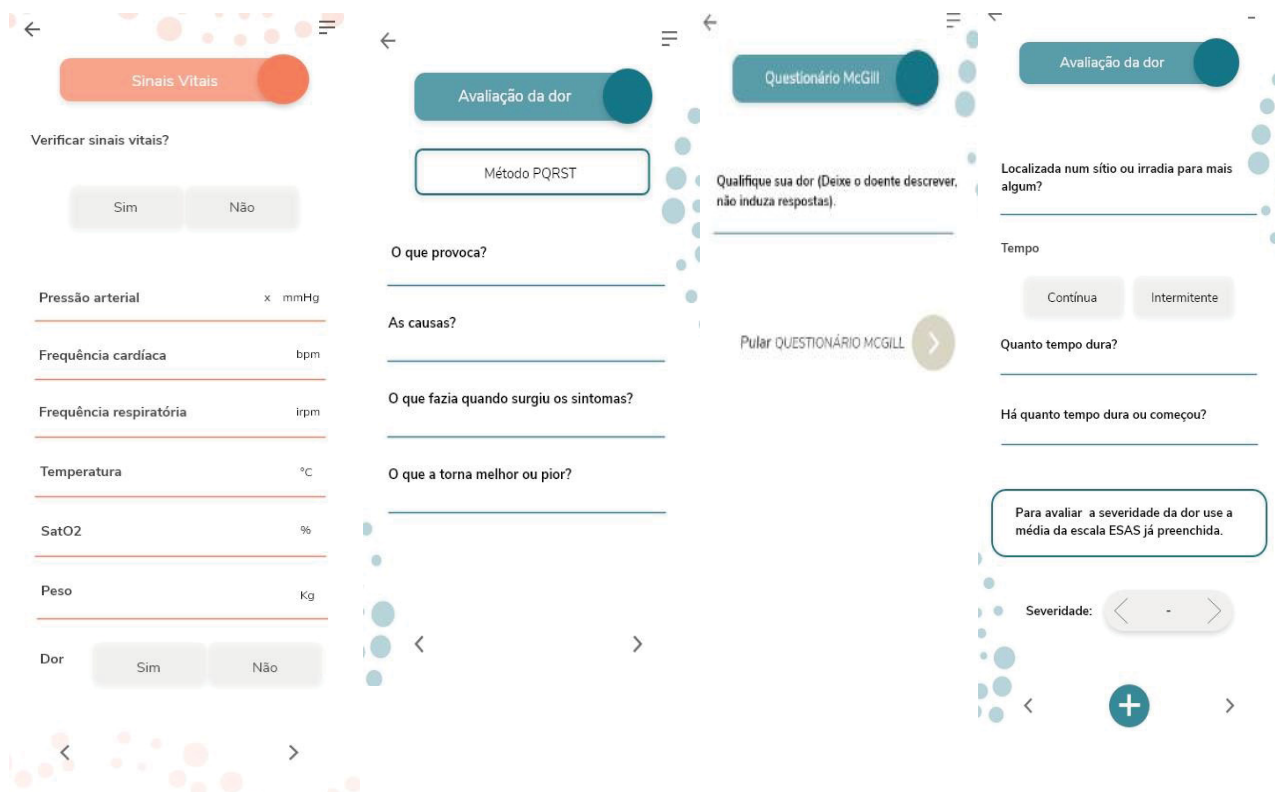 Sinais Vitais
Verificar sinais vitais?
Sim Não
Pressão arterial x mmHg
Frequência cardíaca bpm
Frequência respiratória irpm
Temperatura °C
SatO2 %
Peso Kg
Dor Sim Não
Avaliação da dor
Método PQRST
O que provoca?
As causas?
O que fazia quando surgiu os sintomas?
O que a torna melhor ou pior?
Questionário McGill
Qualifique sua dor (Deixe o doente descrever,
não induza respostas).
Pular QUESTIONÁRIO MCGILL
Avaliação da dor
Localizada num sítio ou irradia para mais
algum?
Tempo
Contínua Intermitente
Quanto tempo dura?
Há quanto tempo dura ou começou?
Para avaliar a severidade da dor use a
média da escala ESAS já preenchida.
Severidade: -